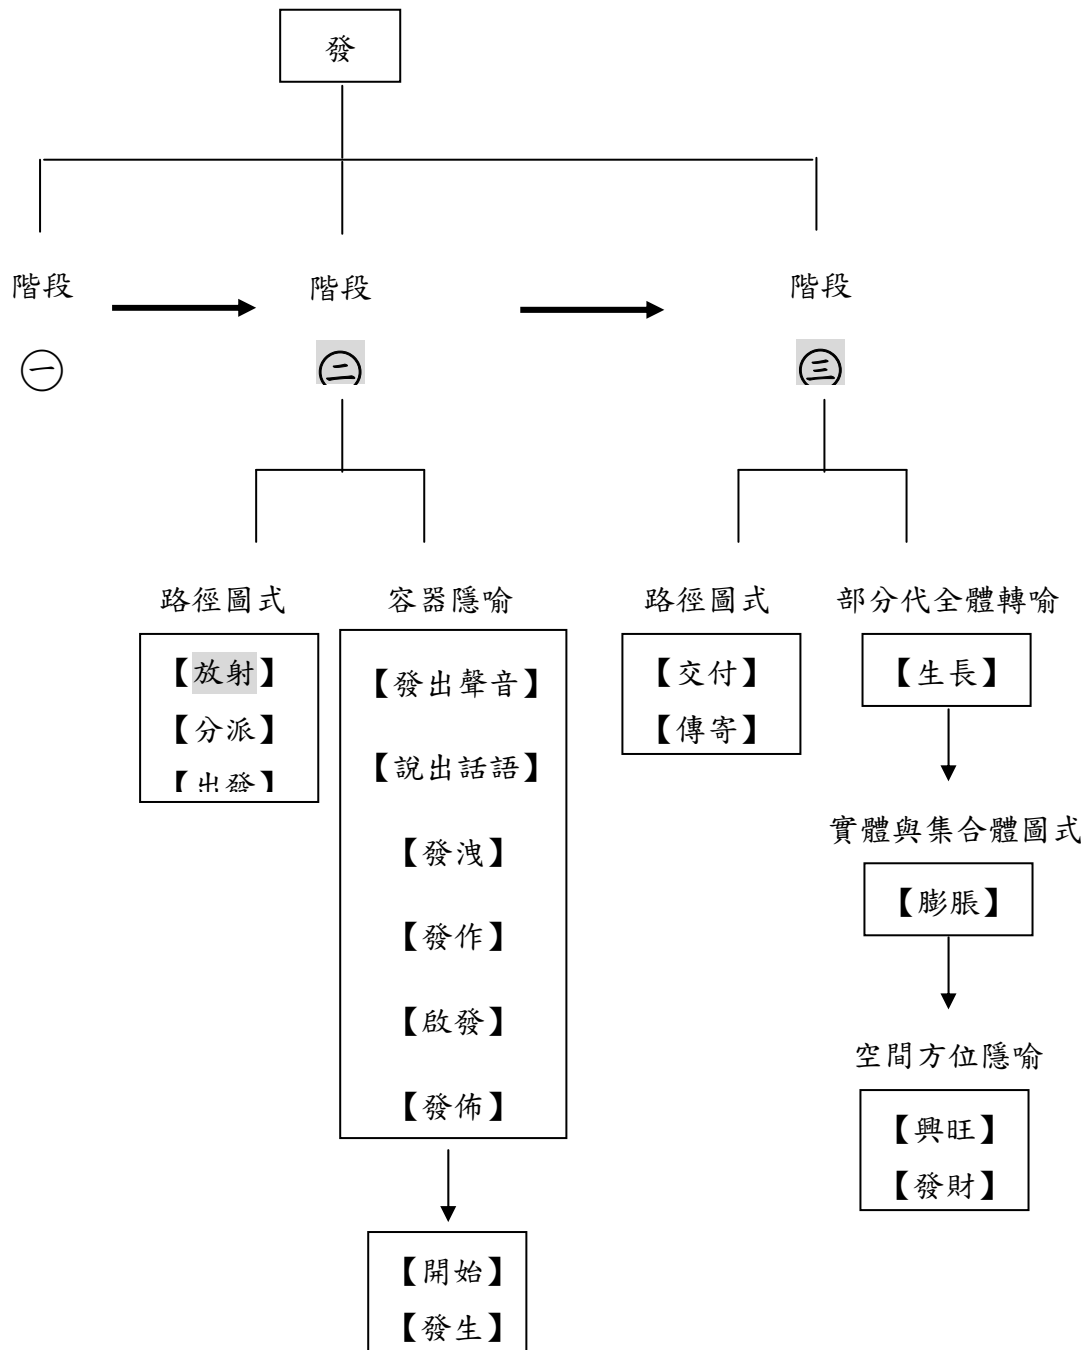 發
階段
階段
階段
㊀
㊁
㊂
路徑圖式
容器隱喻
路徑圖式
部分代全體轉喻
【放射】
【分派】
【出發】
【發出聲音】
【說出話語】
【發洩】
【發作】
【啟發】
【發佈】
【交付】
【傳寄】
【生長】
實體與集合體圖式
【膨脹】
空間方位隱喻
【興旺】
【發財】
【開始】
【發生】